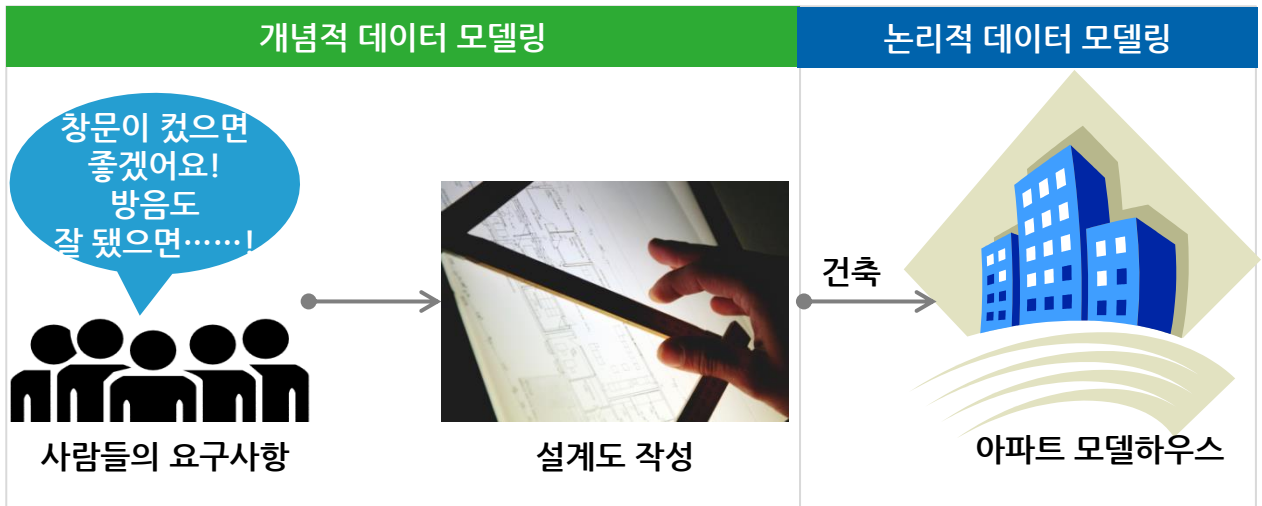 개념적 데이터 모델링
논리적 데이터 모델링
창문이 컸으면
좋겠어요!
방음도
잘 됐으면……!
건축
사람들의 요구사항
설계도 작성
아파트 모델하우스